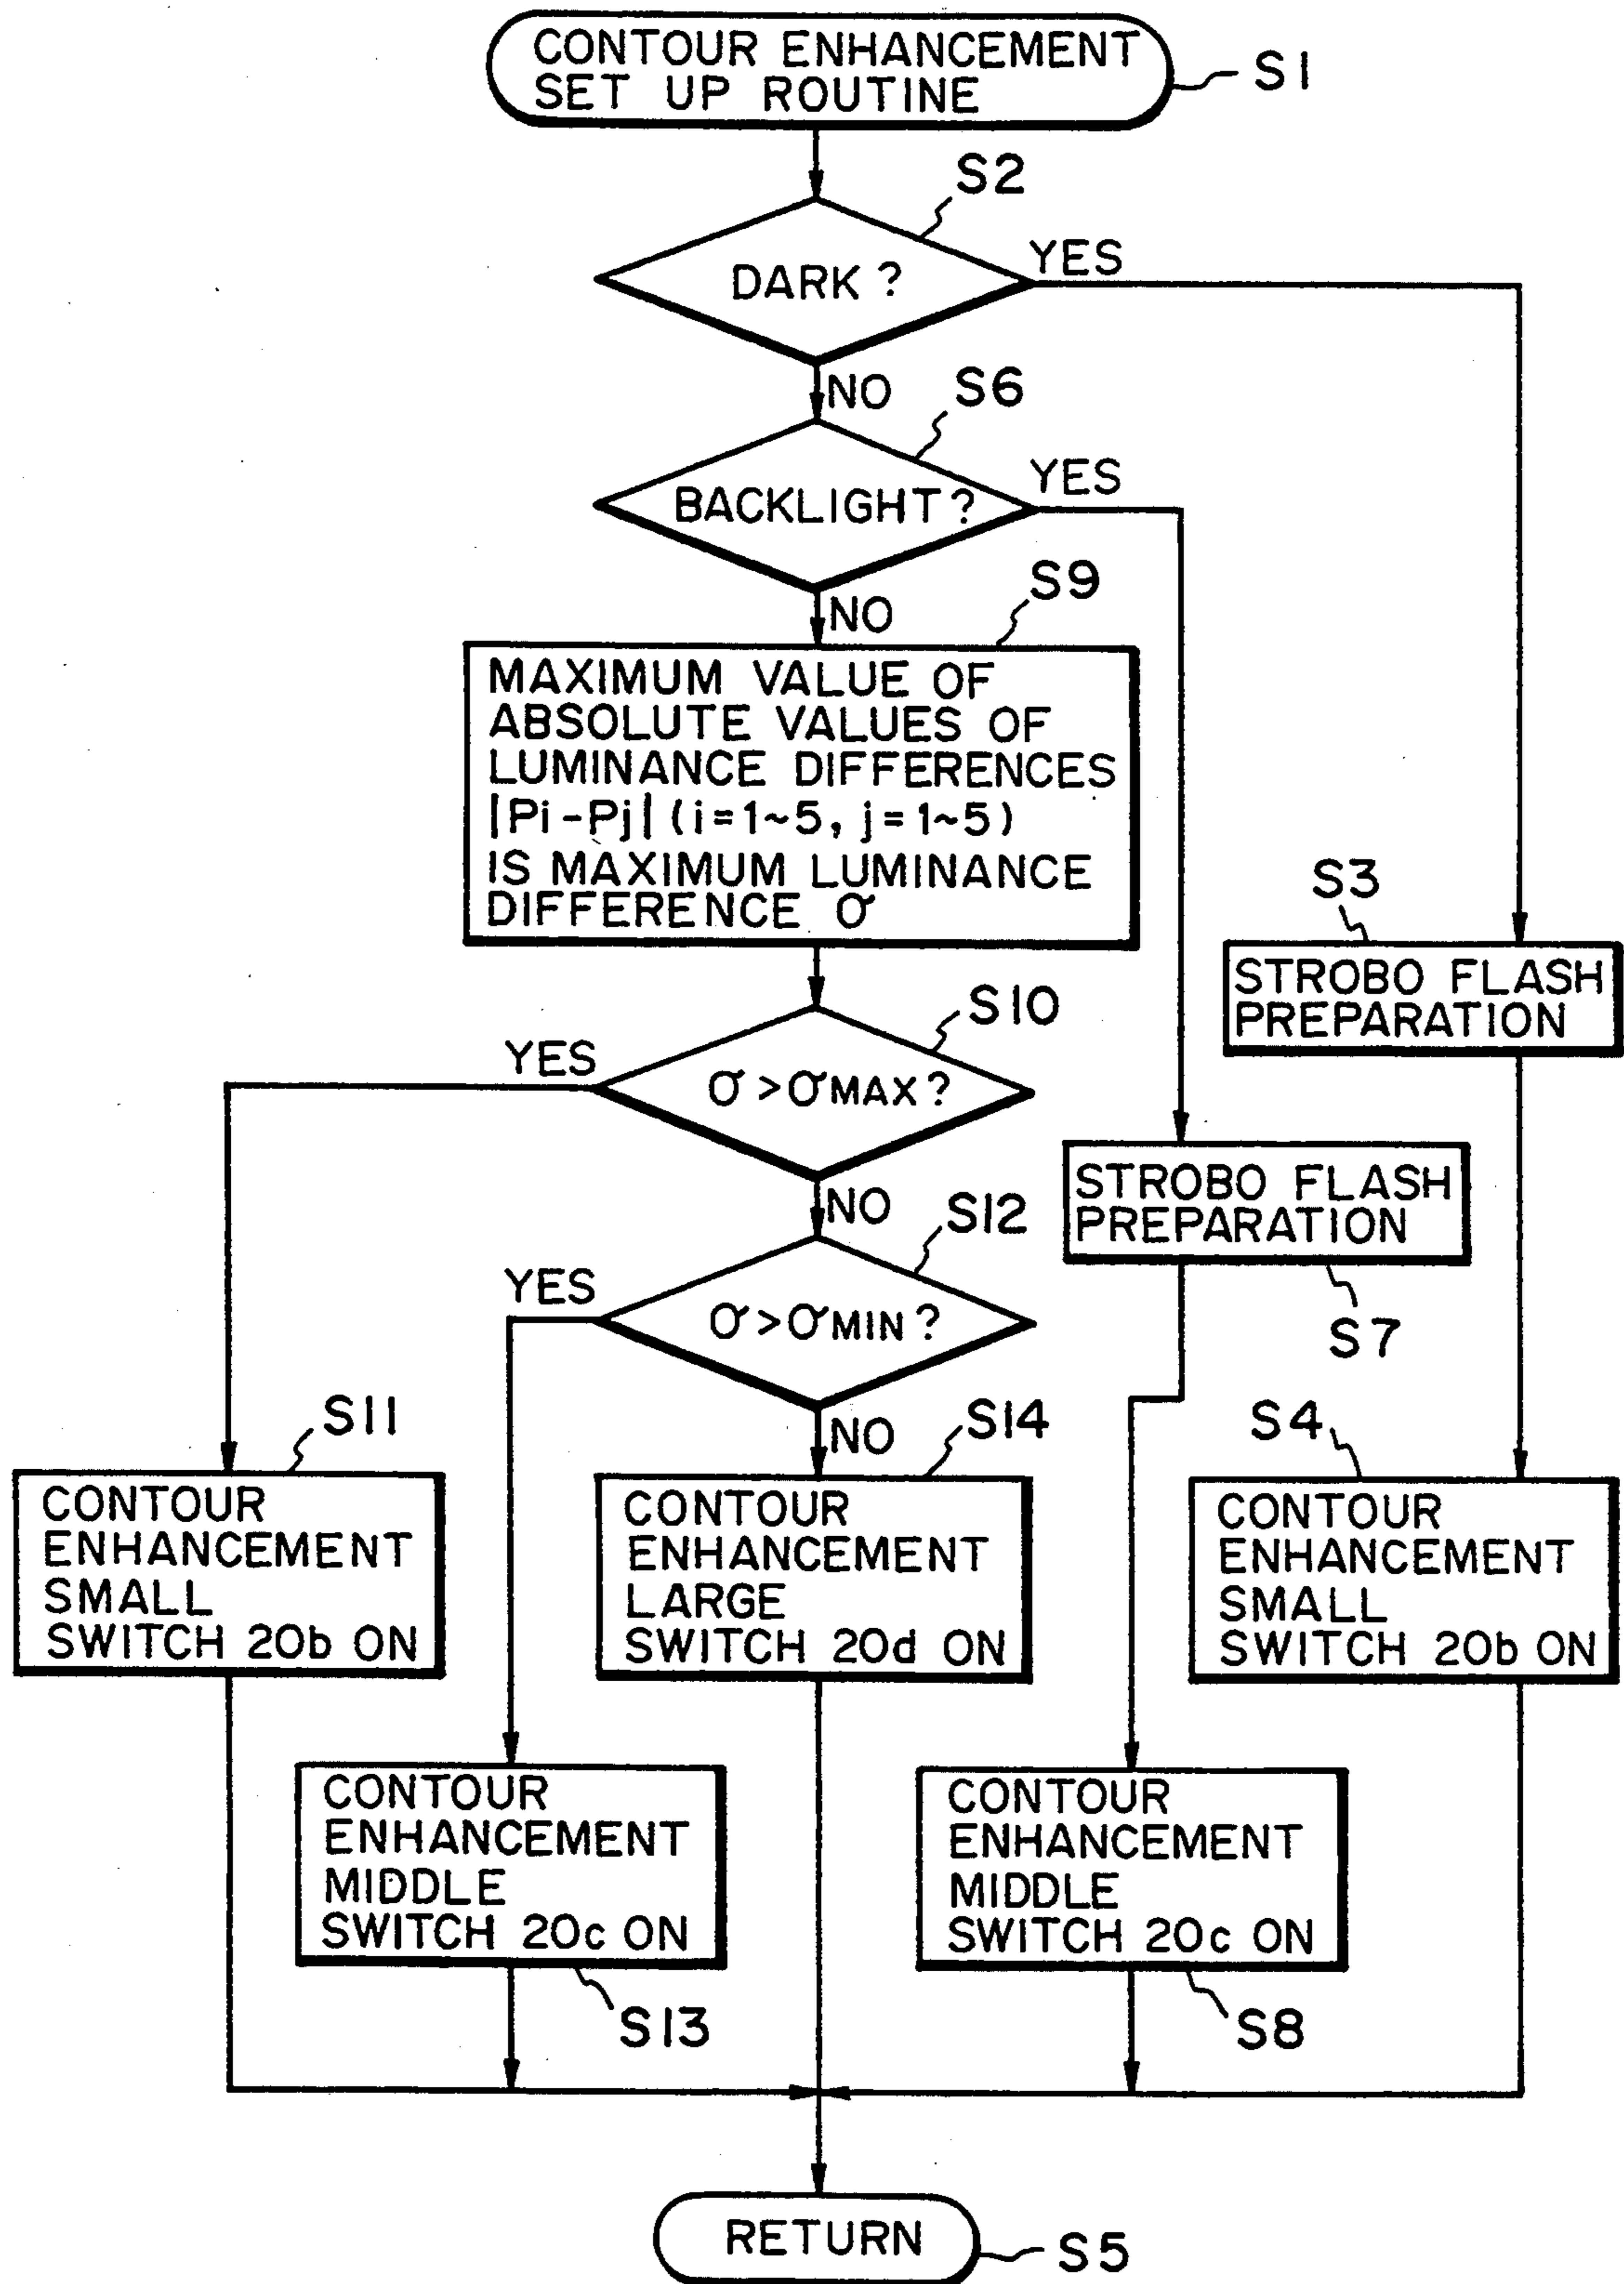 CONTOUR ENHANCEMENT
SET UP ROUTINE
S1
S2
DARK ?
YES
NO
S6
BACKLIGHT ?
YES
NO
S9
MAXIMUM VALUE OF
ABSOLUTE VALUES OF
LUMINANCE DIFFERENCES
|Pi-Pj| (i=1~5, j=1~5)
IS MAXIMUM LUMINANCE
DIFFERENCE σ
S3
STROBO FLASH
PREPARATION
S10
YES
σ > σMAX ?
NO
STROBO FLASH
PREPARATION
S7
S12
YES
σ > σMIN ?
NO
S11
CONTOUR
ENHANCEMENT
SMALL
SWITCH 20b ON
S14
CONTOUR
ENHANCEMENT
LARGE
SWITCH 20d ON
S4
CONTOUR
ENHANCEMENT
SMALL
SWITCH 20b ON
CONTOUR
ENHANCEMENT
MIDDLE
SWITCH 20c ON
S13
CONTOUR
ENHANCEMENT
MIDDLE
SWITCH 20c ON
S8
RETURN
S5